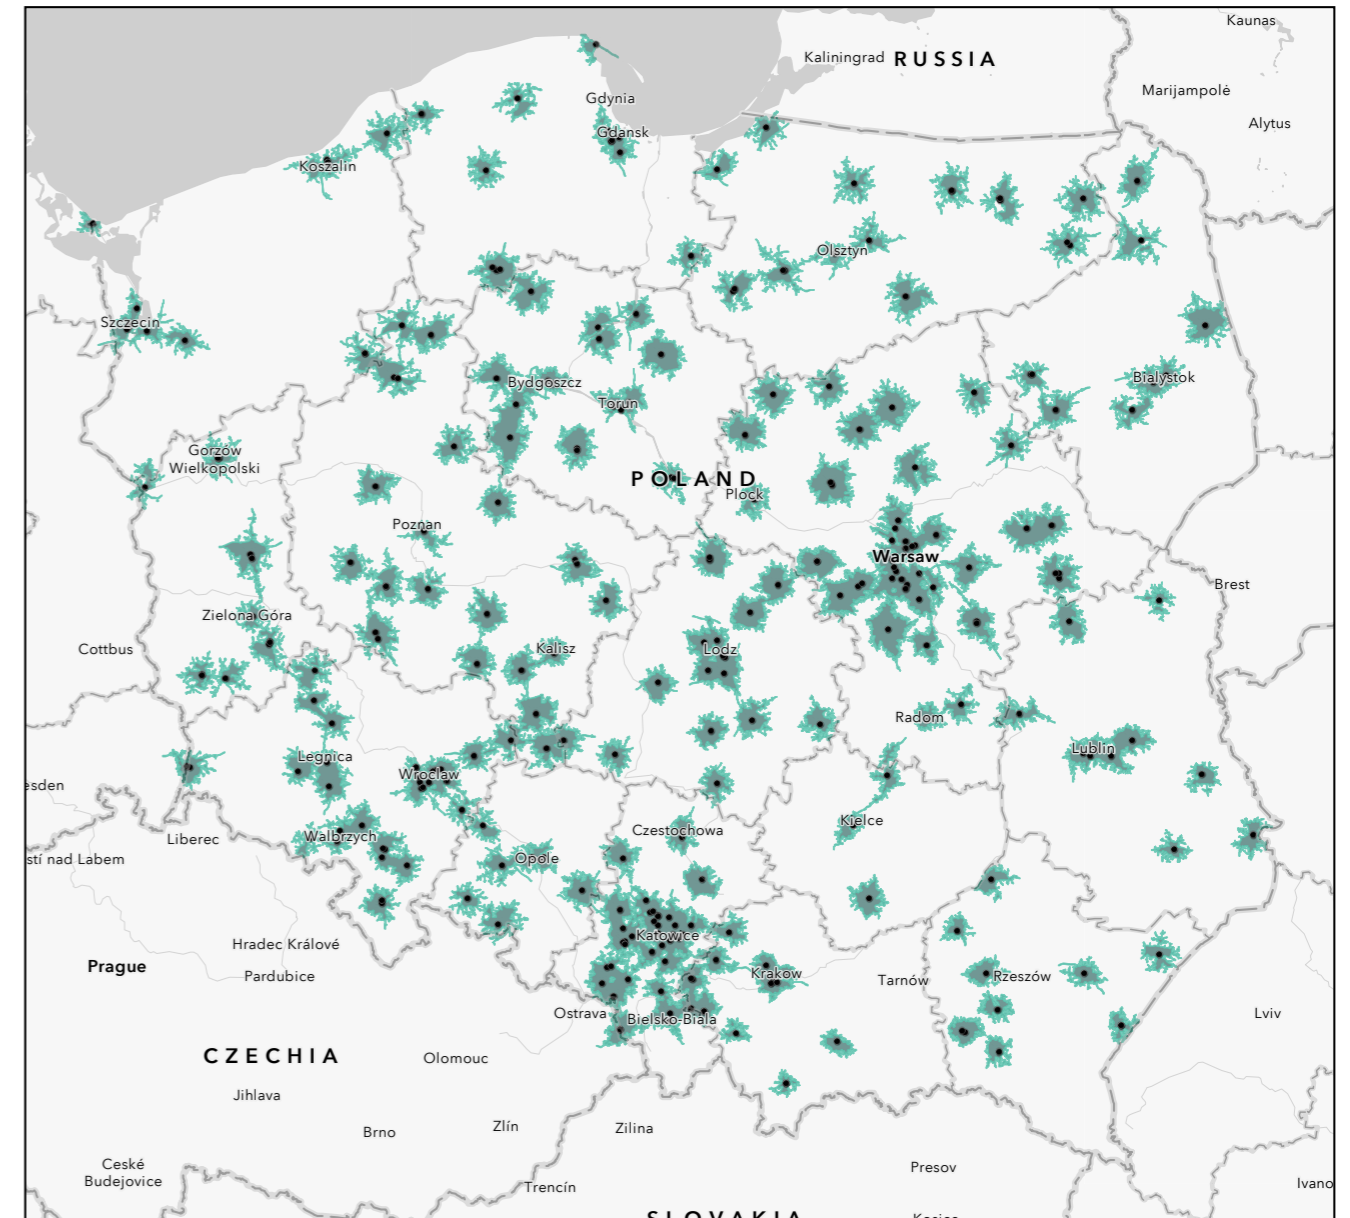 Kaunas
Kaliningrad RUSSIA
Marijampolė
Gdynia
Alytus
Gdansk
Koszalin
Olsztyn
Szczecin
Bydgoszcz
Bialystok
Torun
Gorzów
Wielkopolski
POLAND
Plock
Poznan
Warsaw
Brest
Zielona Góra
Cottbus
Kalisz
Lodz
Radom
Lublin
Legnica
Wroclaw
esden
Walbrzych
Liberec
Czestochowa
Kielce
stí nad Labem
Opole
Katowice
Hradec Králové
Prague
Pardubice
Krakow
Tarnów
Rzeszów
Ostrava
Bielsko-Biala
Lviv
CZECHIA
Olomouc
Jihlava
Brno
Zlín
Zilina
Ceské
Budejovice
Presov
Trencín
Ivano
SLOVAKIA